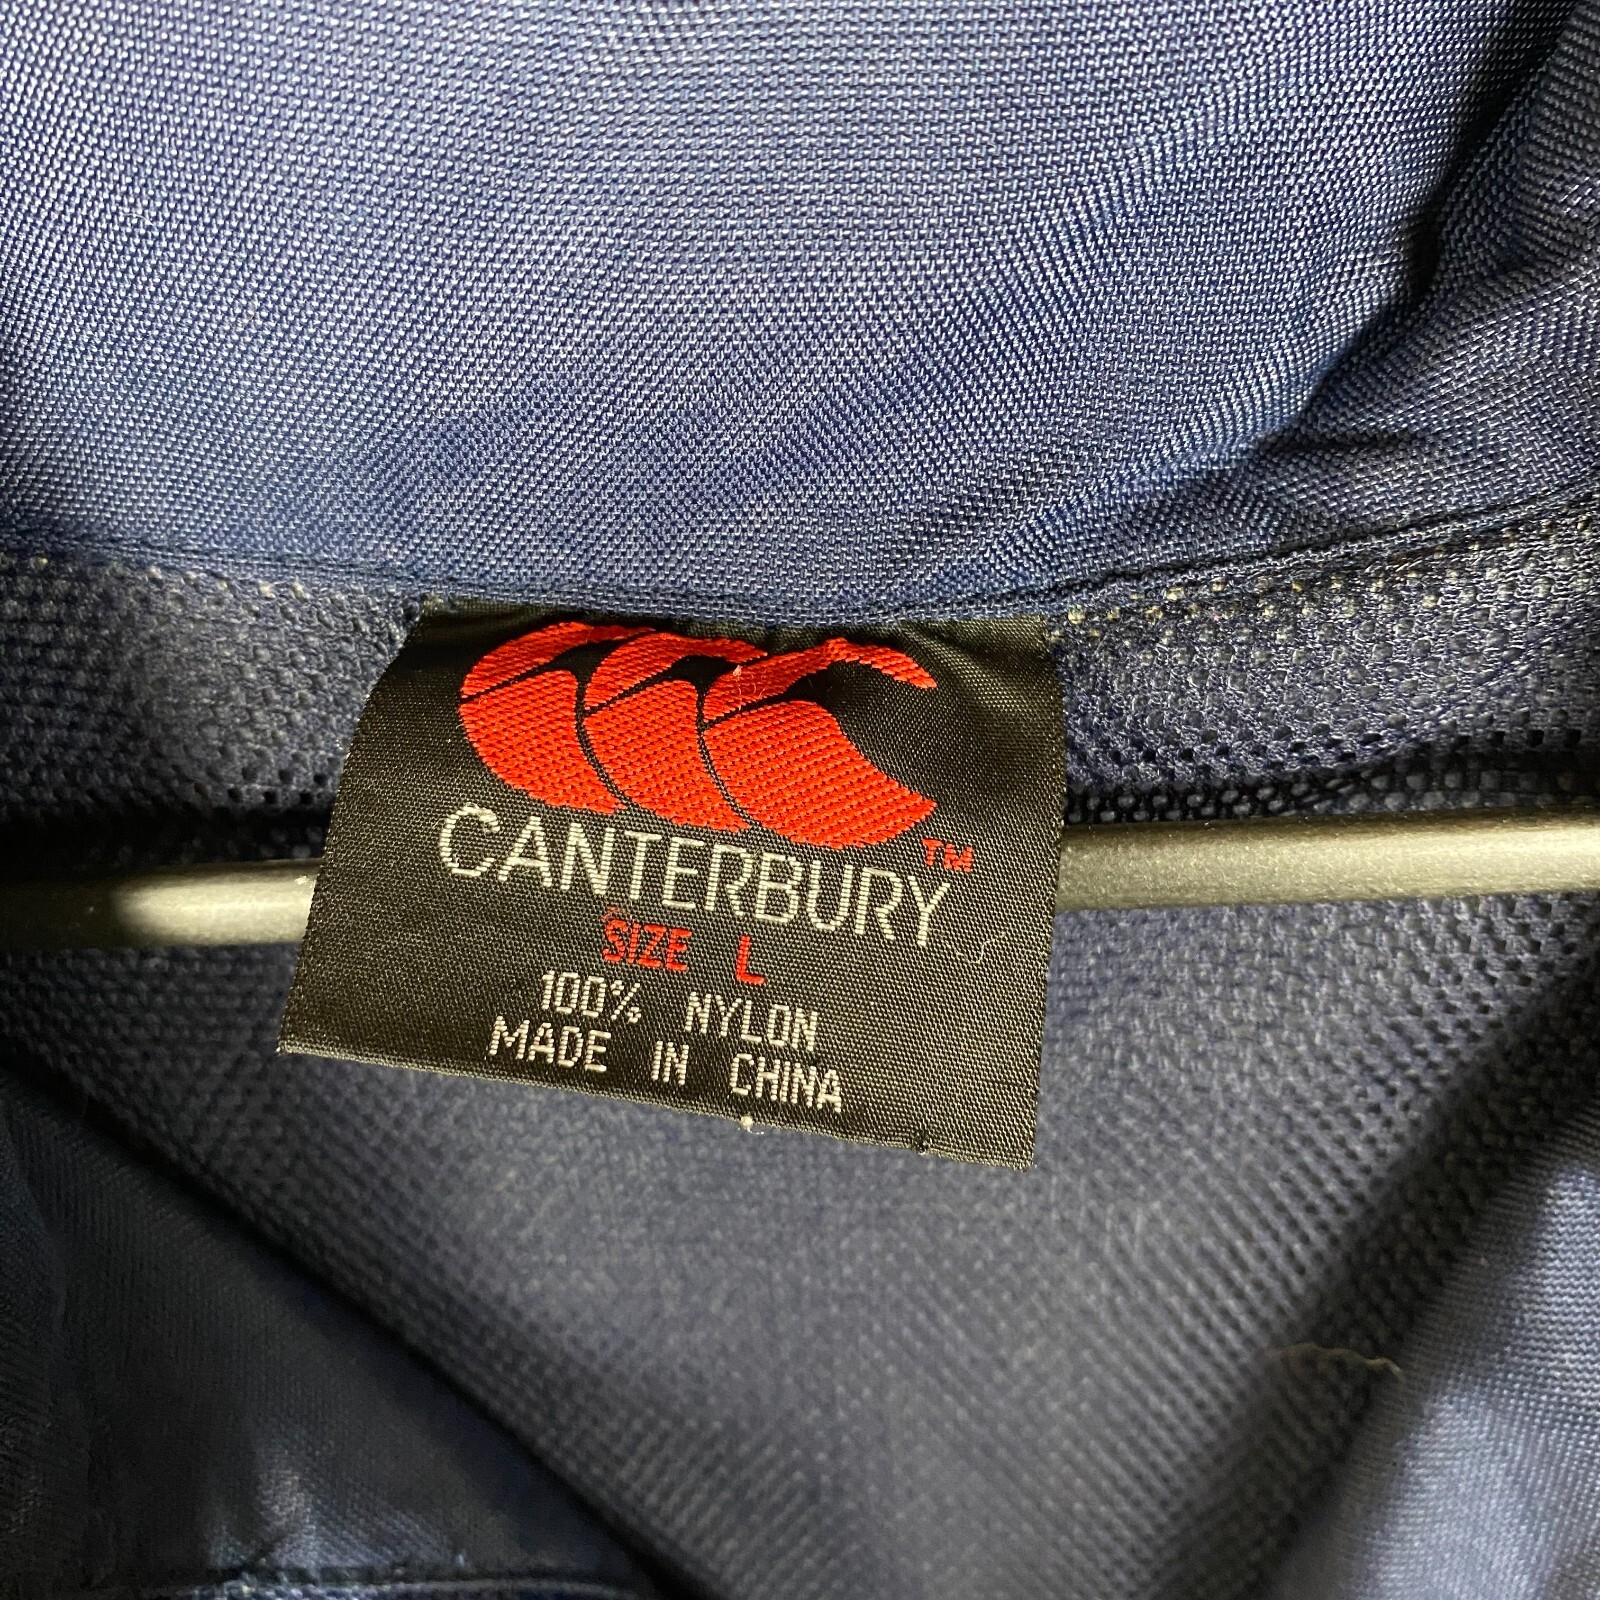 CANTERBURY™
SIZE L
100% NYLON
MADE IN CHINA